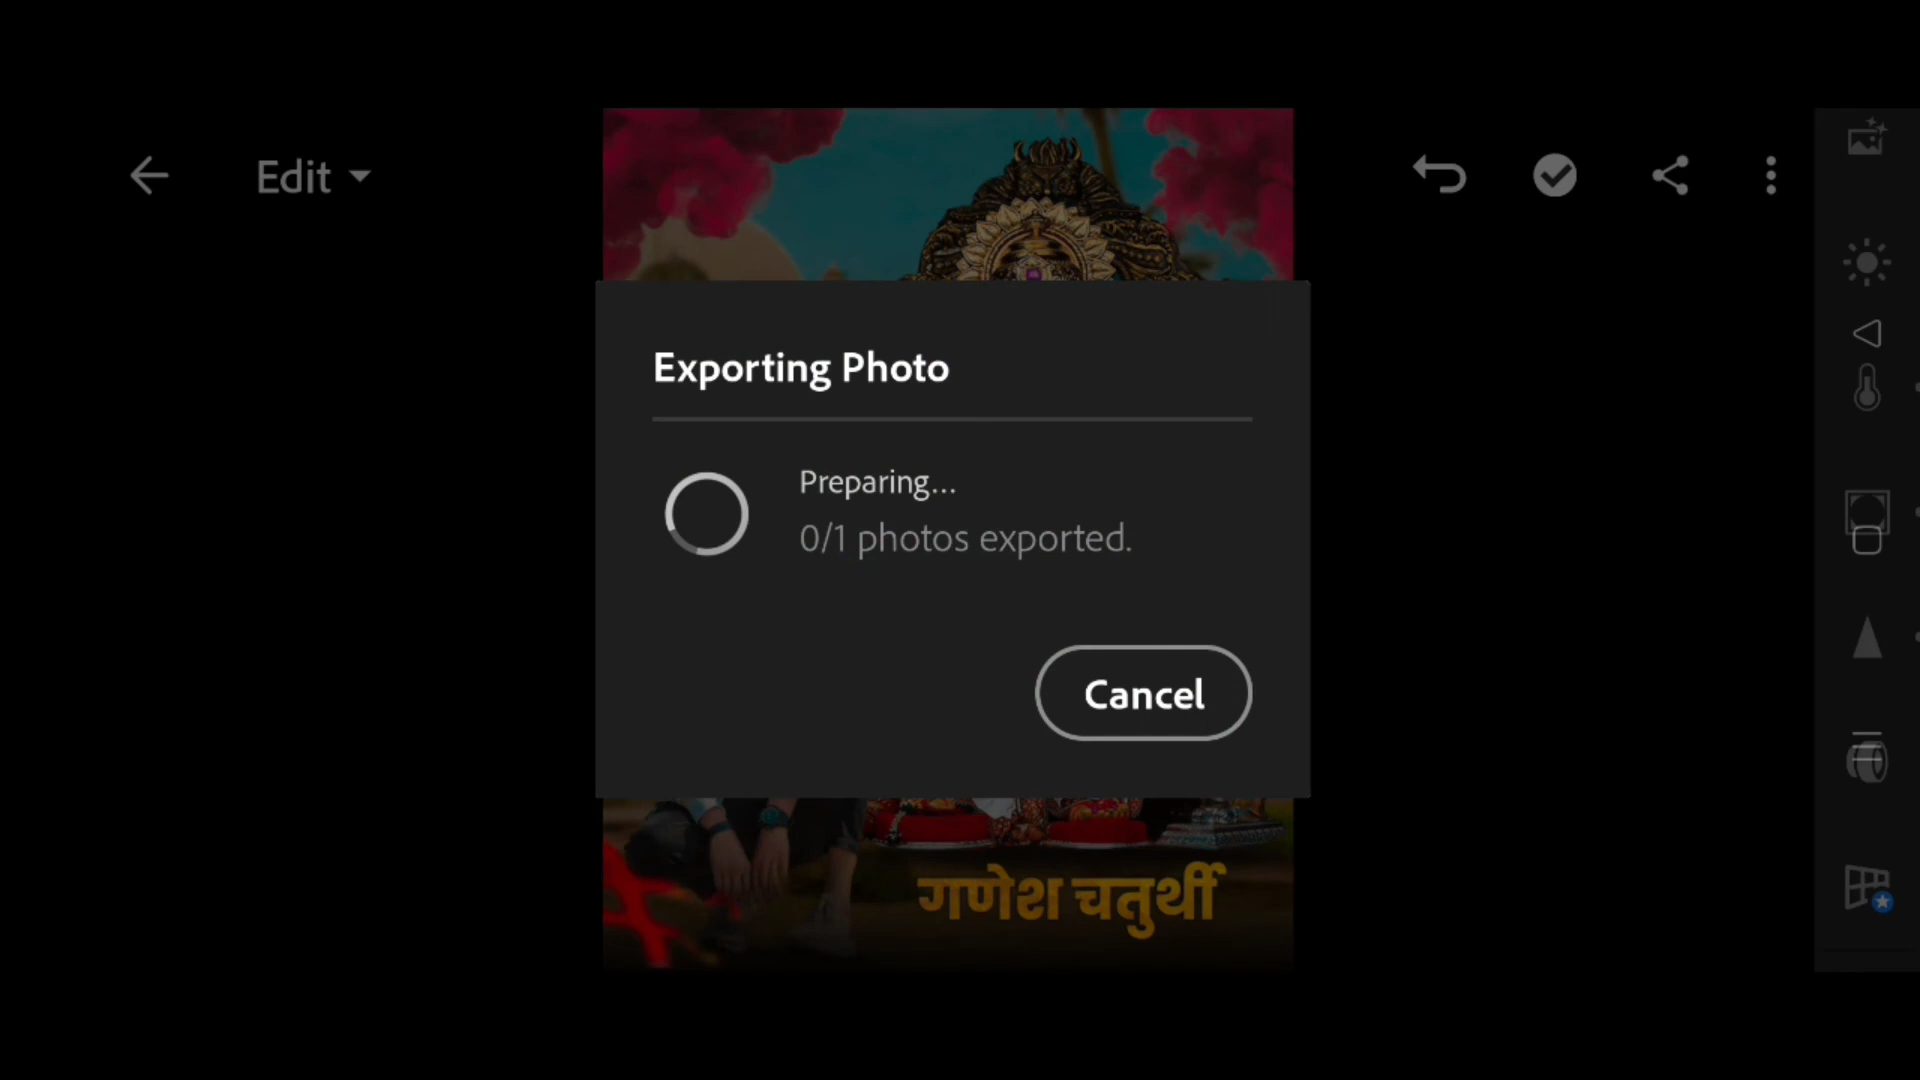 Edit
Exporting Photo
Preparing...
0/1 photos exported.
Cancel
गणेश चतुर्थी